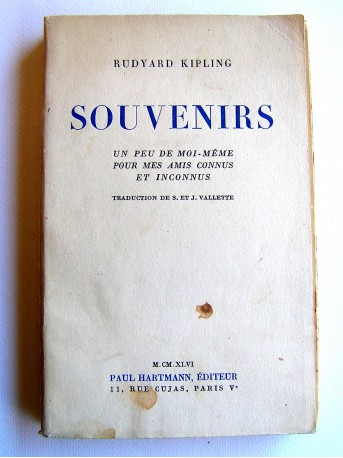 RUDYARD KIPLING
SOUVENIRS
UN PEU DE MOI-MÊME
POUR MES AMIS CONNUS
ET INCONNUS
TRADUCTION DE S. ET J. VALLETTE
M.CM.XLVI
PAUL HARTMANN, ÉDITEUR
11, RUE CUJAS, PARIS Vᵉ